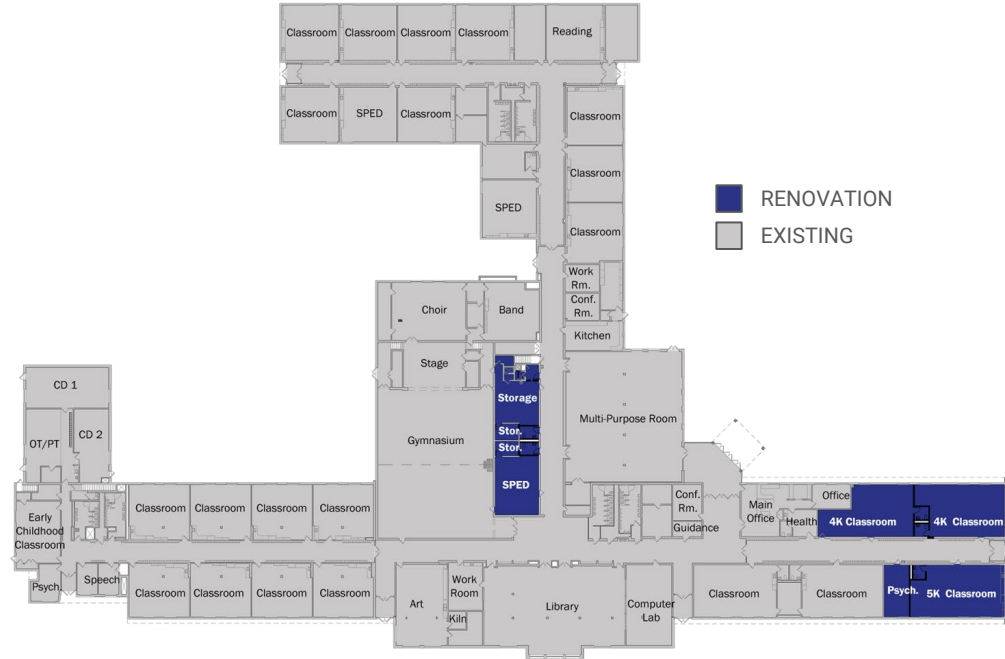 Classroom Classroom Classroom Classroom Reading
Classroom SPED Classroom
Classroom
Classroom
SPED
Classroom
RENOVATION
EXISTING
Work
Rm.
Conf.
Rm.
Kitchen
Choir Band
Stage
Storage
Stor.
Stor.
SPED
Gymnasium
Multi-Purpose Room
CD 1
OT/PT
CD 2
Early
Childhood
Classroom
Psych.
Speech
Classroom Classroom Classroom Classroom
Classroom Classroom Classroom Classroom
Art
Work
Room
Kiln
Library
Computer
Lab
Conf.
Rm.
Guidance
Main
Office
Health
Office
4K Classroom 4K Classroom
Classroom Classroom
Psych. 5K Classroom